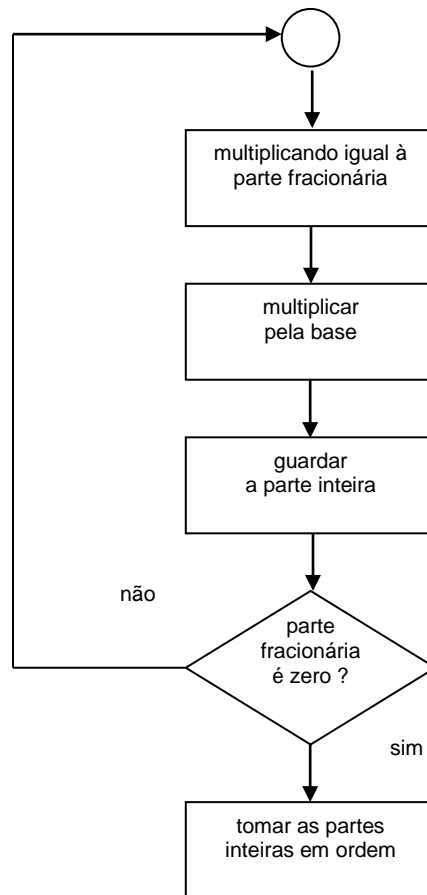 multiplicando igual à
parte fracionária
multiplicar
pela base
guardar
a parte inteira
não
parte
fracionária
é zero ?
sim
tomar as partes
inteiras em ordem